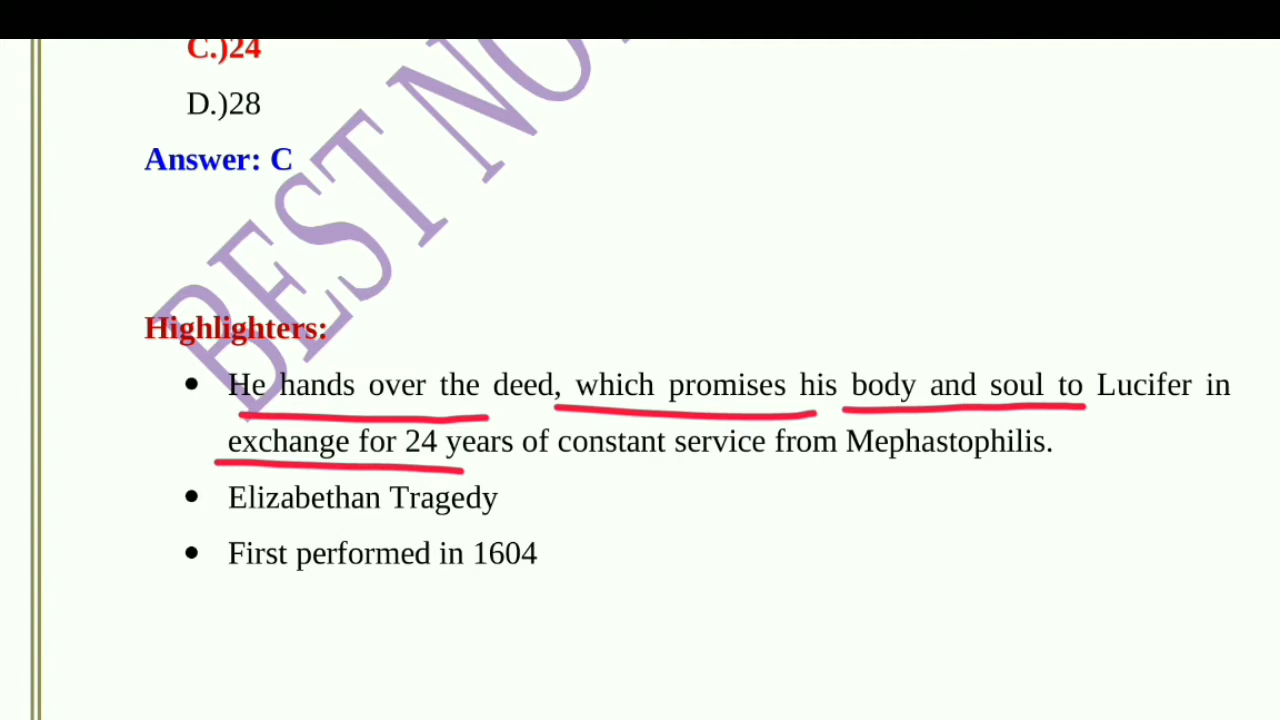 C.)24
D.)28
Answer: C
BEST NO
Highlighters:
• He hands over the deed, which promises his body and soul to Lucifer in
exchange for 24 years of constant service from Mephastophilis.
• Elizabethan Tragedy
• First performed in 1604